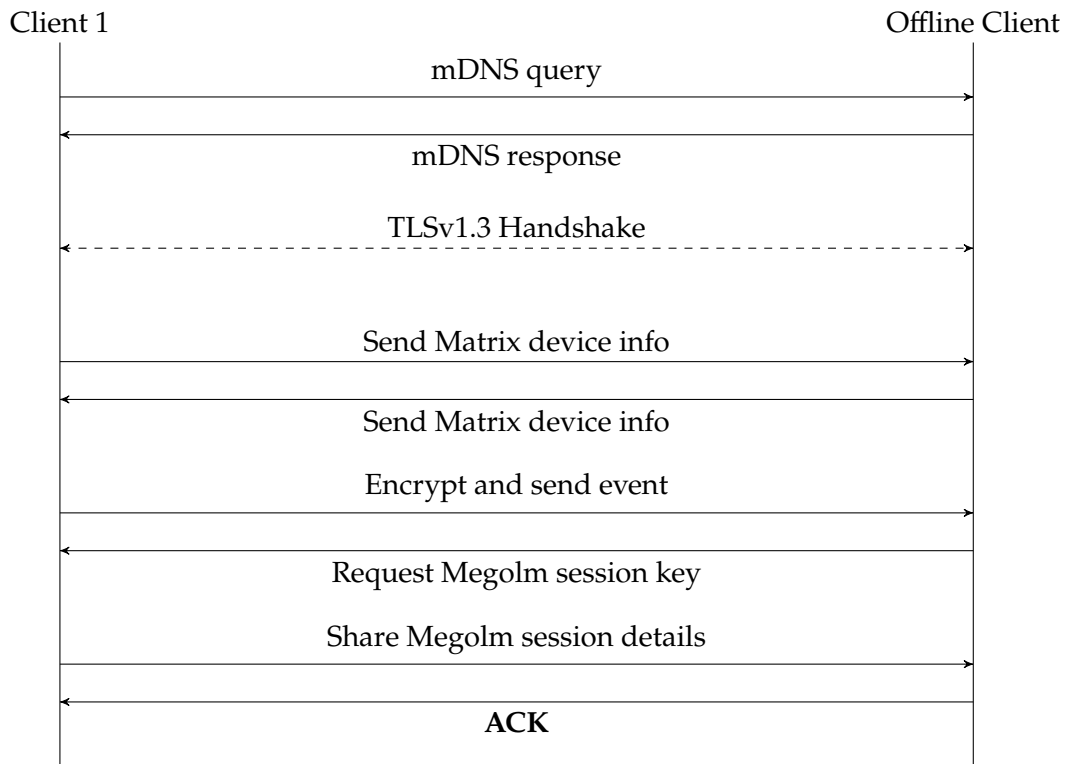 Client 1
Offline Client
mDNS query
mDNS response
TLSv1.3 Handshake
Send Matrix device info
Send Matrix device info
Encrypt and send event
Request Megolm session key
Share Megolm session details
ACK